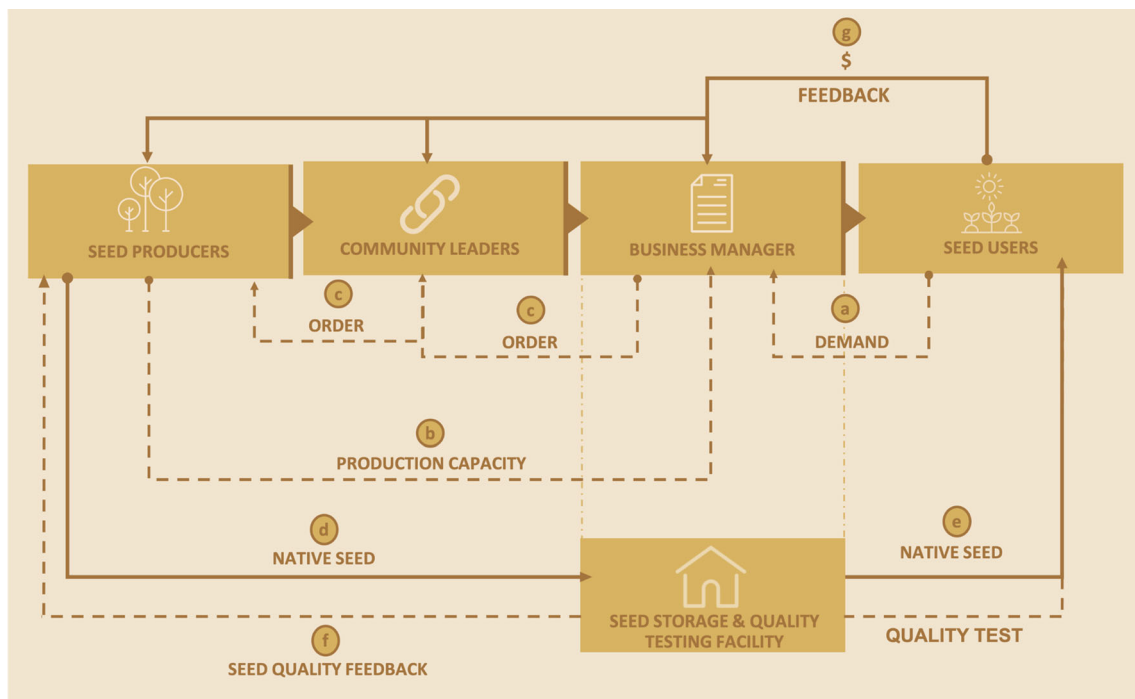 g
$
FEEDBACK
SEED PRODUCERS
COMMUNITY LEADERS
BUSINESS MANAGER
SEED USERS
c
ORDER
c
ORDER
a
DEMAND
b
PRODUCTION CAPACITY
d
NATIVE SEED
e
NATIVE SEED
SEED STORAGE & QUALITY
TESTING FACILITY
QUALITY TEST
f
SEED QUALITY FEEDBACK